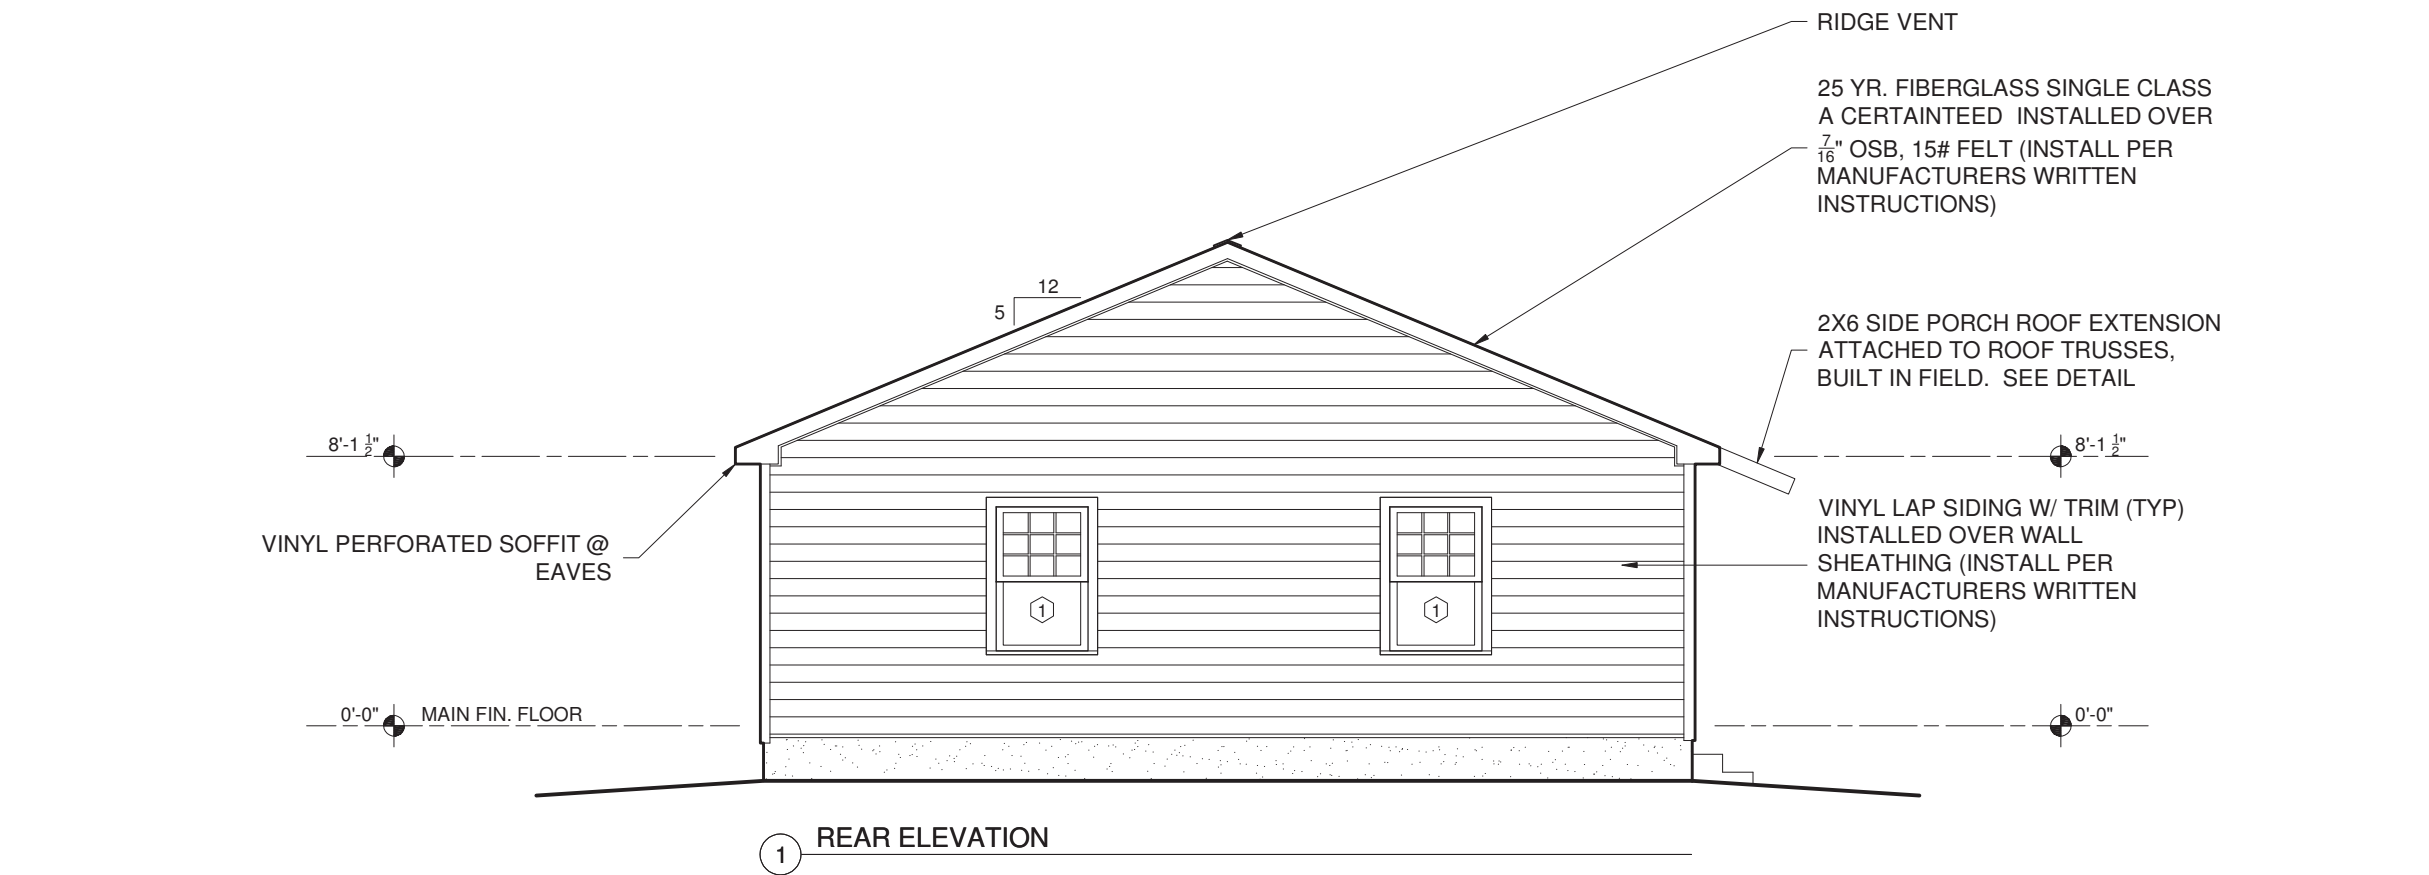 RIDGE VENT
25 YR. FIBERGLASS SINGLE CLASS
A CERTAINTEED INSTALLED OVER
7/16" OSB, 15# FELT (INSTALL PER
MANUFACTURERS WRITTEN
INSTRUCTIONS)
12
5
2X6 SIDE PORCH ROOF EXTENSION
ATTACHED TO ROOF TRUSSES,
BUILT IN FIELD. SEE DETAIL
8'-1 1/2"
8'-1 1/2"
VINYL PERFORATED SOFFIT @
EAVES
VINYL LAP SIDING W/ TRIM (TYP)
INSTALLED OVER WALL
SHEATHING (INSTALL PER
MANUFACTURERS WRITTEN
INSTRUCTIONS)
1
1
0'-0" MAIN FIN. FLOOR
0'-0"
1 REAR ELEVATION